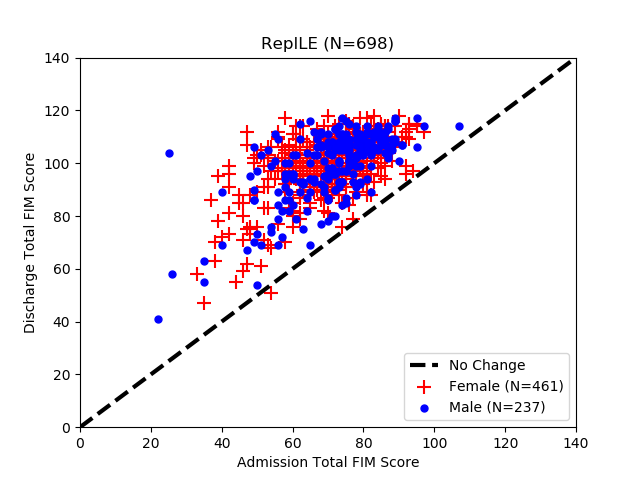 ReplLE (N=698)
Discharge Total FIM Score
140
120
100
80
60
40
20
0
No Change
Female (N=461)
Male (N=237)
0 20 40 60 80 100 120 140
Admission Total FIM Score